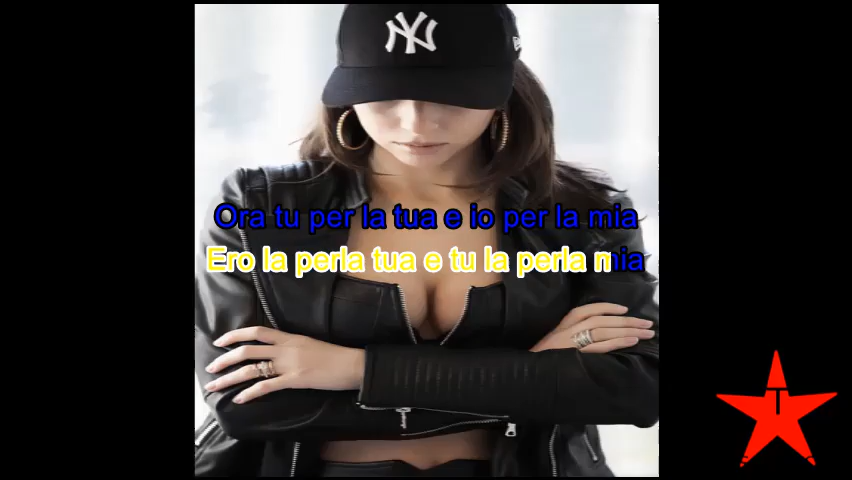 NY
Ora tu per la tua e io per la mia
Ero la perla tua e tu la perla mia
T